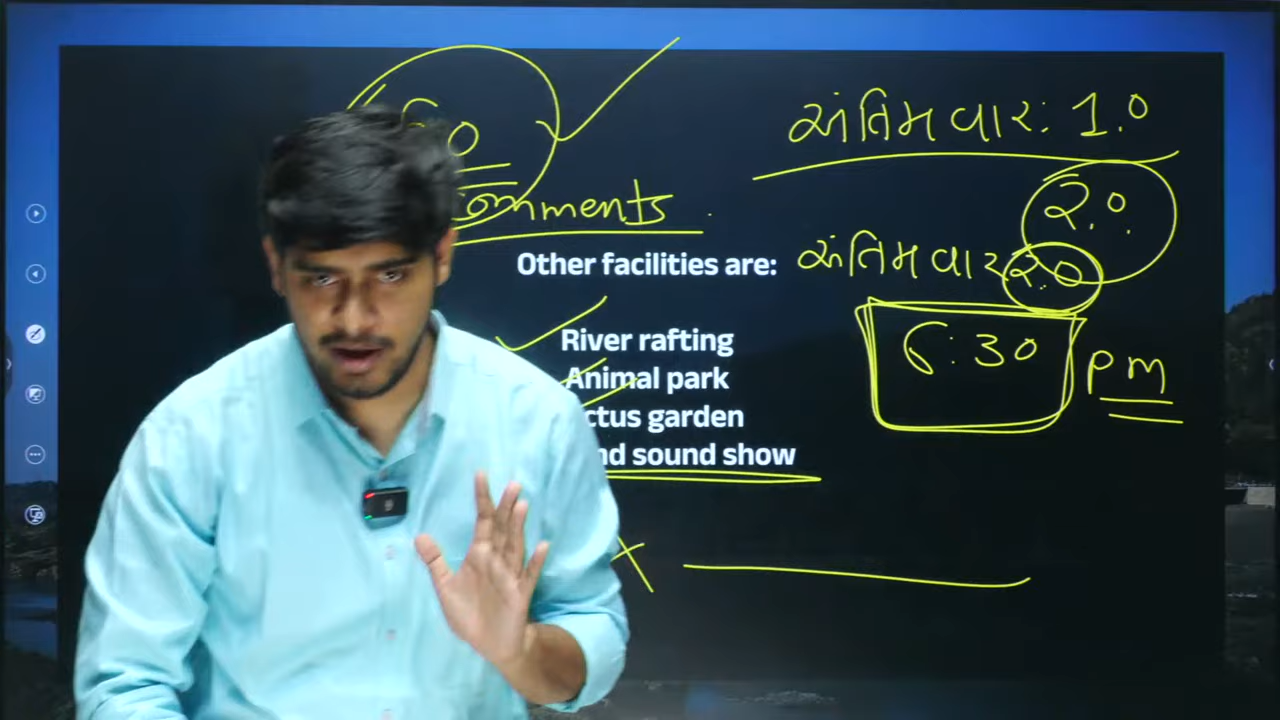 અંતિમ વાર: 1.0
2.0
comments.
Other facilities are:
અંતિમ વાર 2.0
River rafting
6:30 pm
Animal park
ctus garden
nd sound show